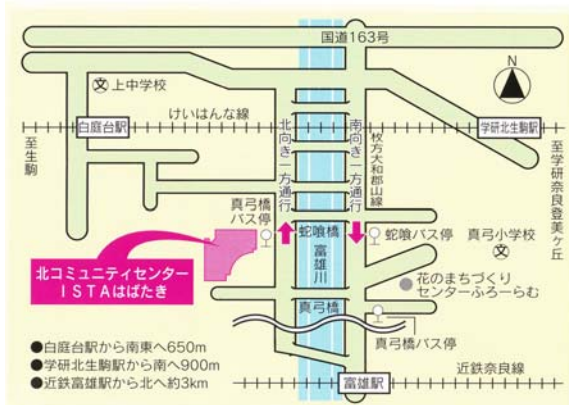 国道163号
N
上中学校
文
けいはんな線
白庭台駅
学研北生駒駅
至生駒
北向き一方通行
南向き一方通行
枚方大和郡山線
至学研奈良登美ヶ丘
真弓橋
バス停
蛇喰橋
蛇喰バス停
真弓小学校
文
富雄川
北コミュニティセンター
ISTAはばたき
花のまちづくり
センターふろーらむ
真弓橋
真弓橋バス停
●白庭台駅から南東へ650m
●学研北生駒駅から南へ900m
●近鉄富雄駅から北へ約3km
近鉄奈良線
富雄駅